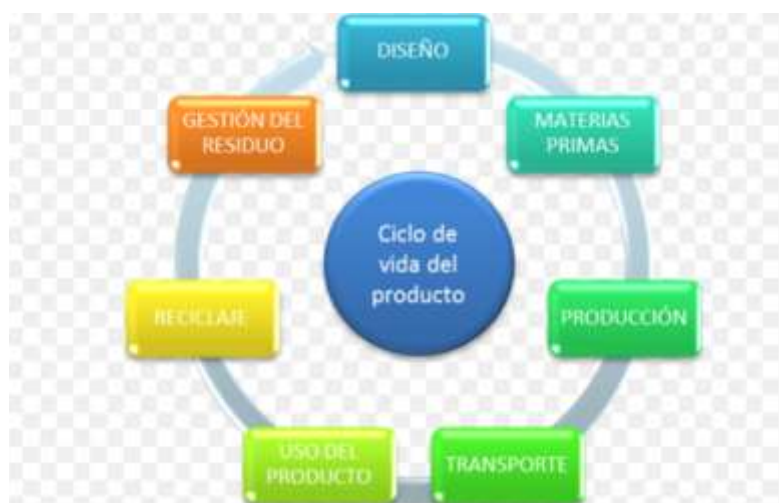 DISEÑO
MATERIAS
PRIMAS
PRODUCCIÓN
TRANSPORTE
USO DEL
PRODUCTO
RECICLAJE
GESTIÓN DEL
RESIDUO
Ciclo de
vida del
producto